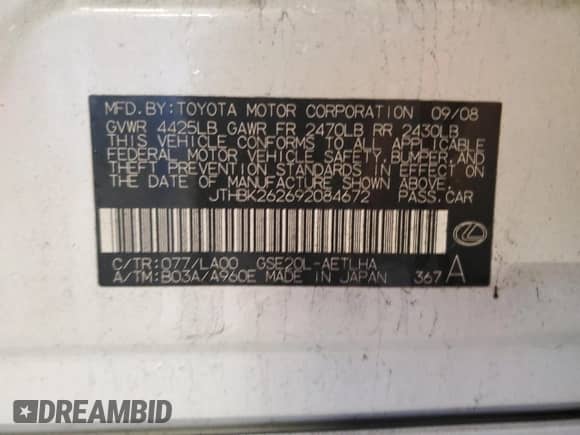 MFD. BY: TOYOTA MOTOR CORPORATION 09/08
GVWR 4425LB GAWR FR 2470LB RR 2430LB
THIS VEHICLE CONFORMS TO ALL APPLICABLE
FEDERAL MOTOR VEHICLE SAFETY, BUMPER, AND
THEFT PREVENTION STANDARDS IN EFFECT ON
THE DATE OF MANUFACTURE SHOWN ABOVE.
JTHBK262692084672 PASS. CAR
C/TR: 077/LA00 GSE20L-AETLHA
A/TM: B03A/A960E MADE IN JAPAN 367 A
DREAMBID